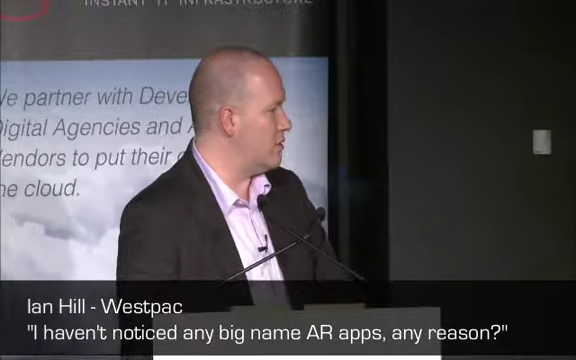 INSTANT IT INFRASTRUCTURE
We partner with Deve
Digital Agencies and
Vendors to put their
he cloud.
Ian Hill - Westpac
"I haven't noticed any big name AR apps, any reason?"